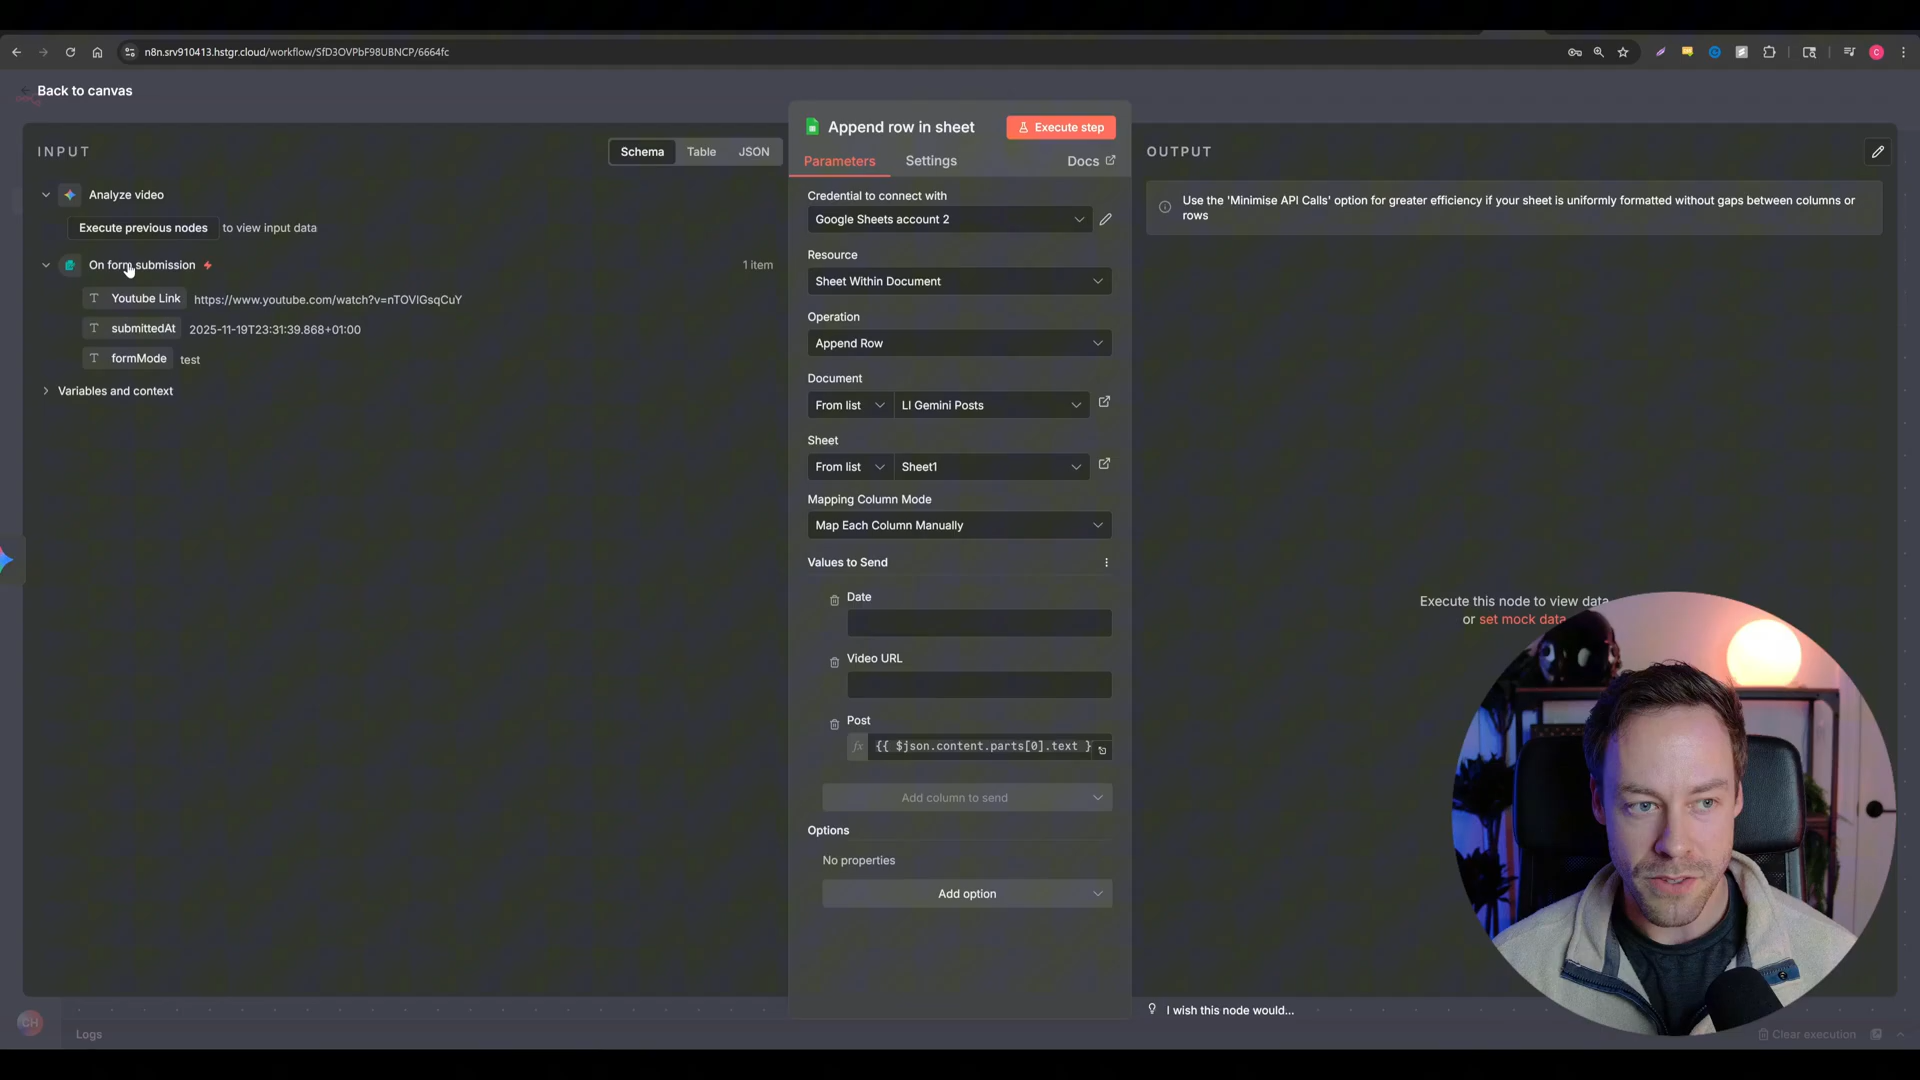 n8n.srv910413.hstgr.cloud/workflow/SfD3OVPbF98UBNCP/6664fc
C
Back to canvas
INPUT
Schema
Table
JSON
Analyze video
Execute previous nodes to view input data
On form submission
1 item
T Youtube Link https://www.youtube.com/watch?v=nTOVIGsqCuY
T submittedAt 2025-11-19T23:31:39.868+01:00
T formMode test
Variables and context
Append row in sheet
Execute step
Parameters
Settings
Docs
Credential to connect with
Google Sheets account 2
Resource
Sheet Within Document
Operation
Append Row
Document
From list
LI Gemini Posts
Sheet
From list
Sheet1
Mapping Column Mode
Map Each Column Manually
Values to Send
Date
Video URL
Post
fx {{ $json.content.parts[0].text }
Add column to send
Options
No properties
Add option
OUTPUT
Use the 'Minimise API Calls' option for greater efficiency if your sheet is uniformly formatted without gaps between columns or
rows
Execute this node to view data
or set mock data
I wish this node would...
CH
Logs
Clear execution